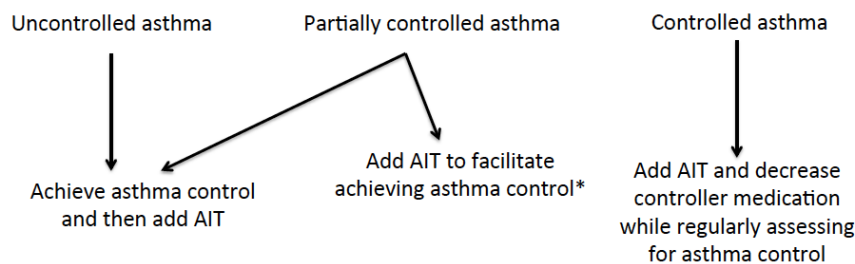 Uncontrolled asthma
Partially controlled asthma
Controlled asthma
Achieve asthma control
and then add AIT
Add AIT to facilitate
achieving asthma control*
Add AIT and decrease
controller medication
while regularly assessing
for asthma control